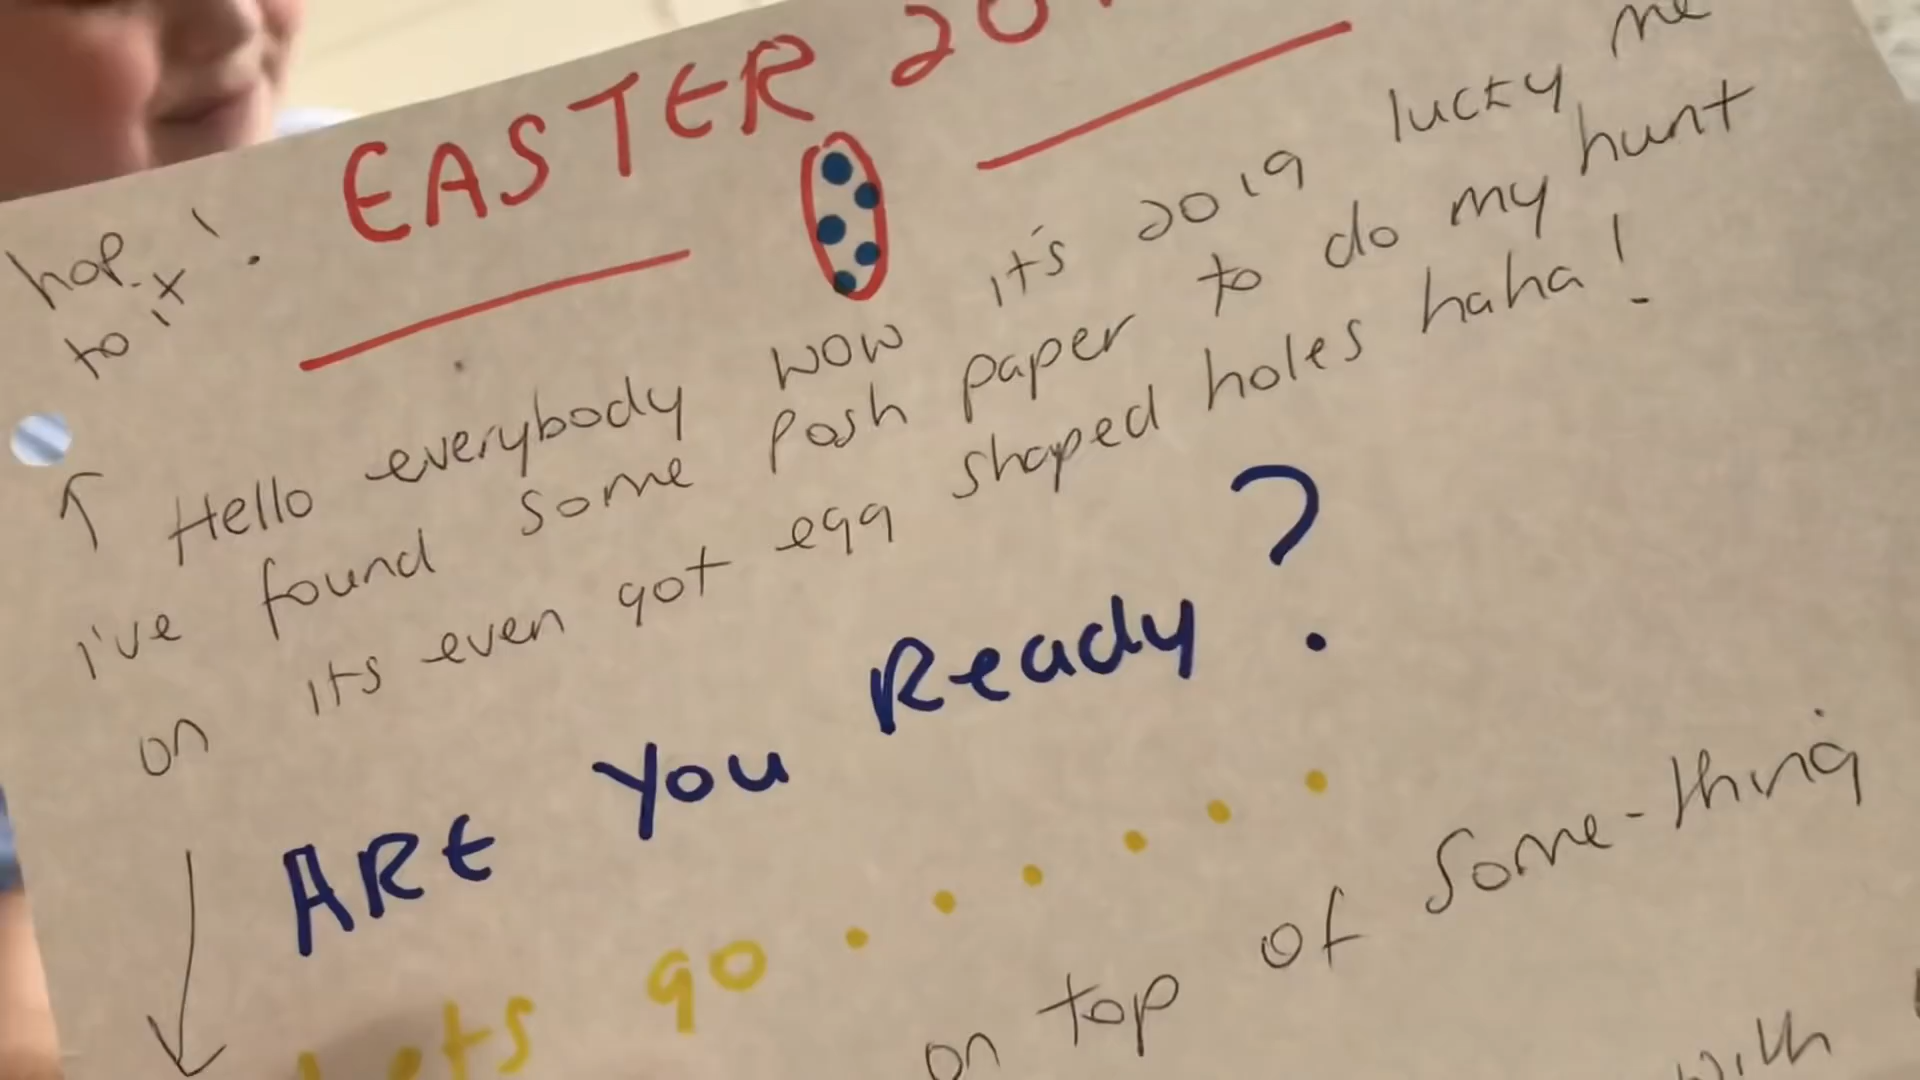 EASTER 20
hop
to it!
Hello everybody wow it's 2019 lucky me
i've found some posh paper to do my hunt
on its even got egg shaped holes haha!
ARE You Ready?
Lets go.......
on top of some-thing
with